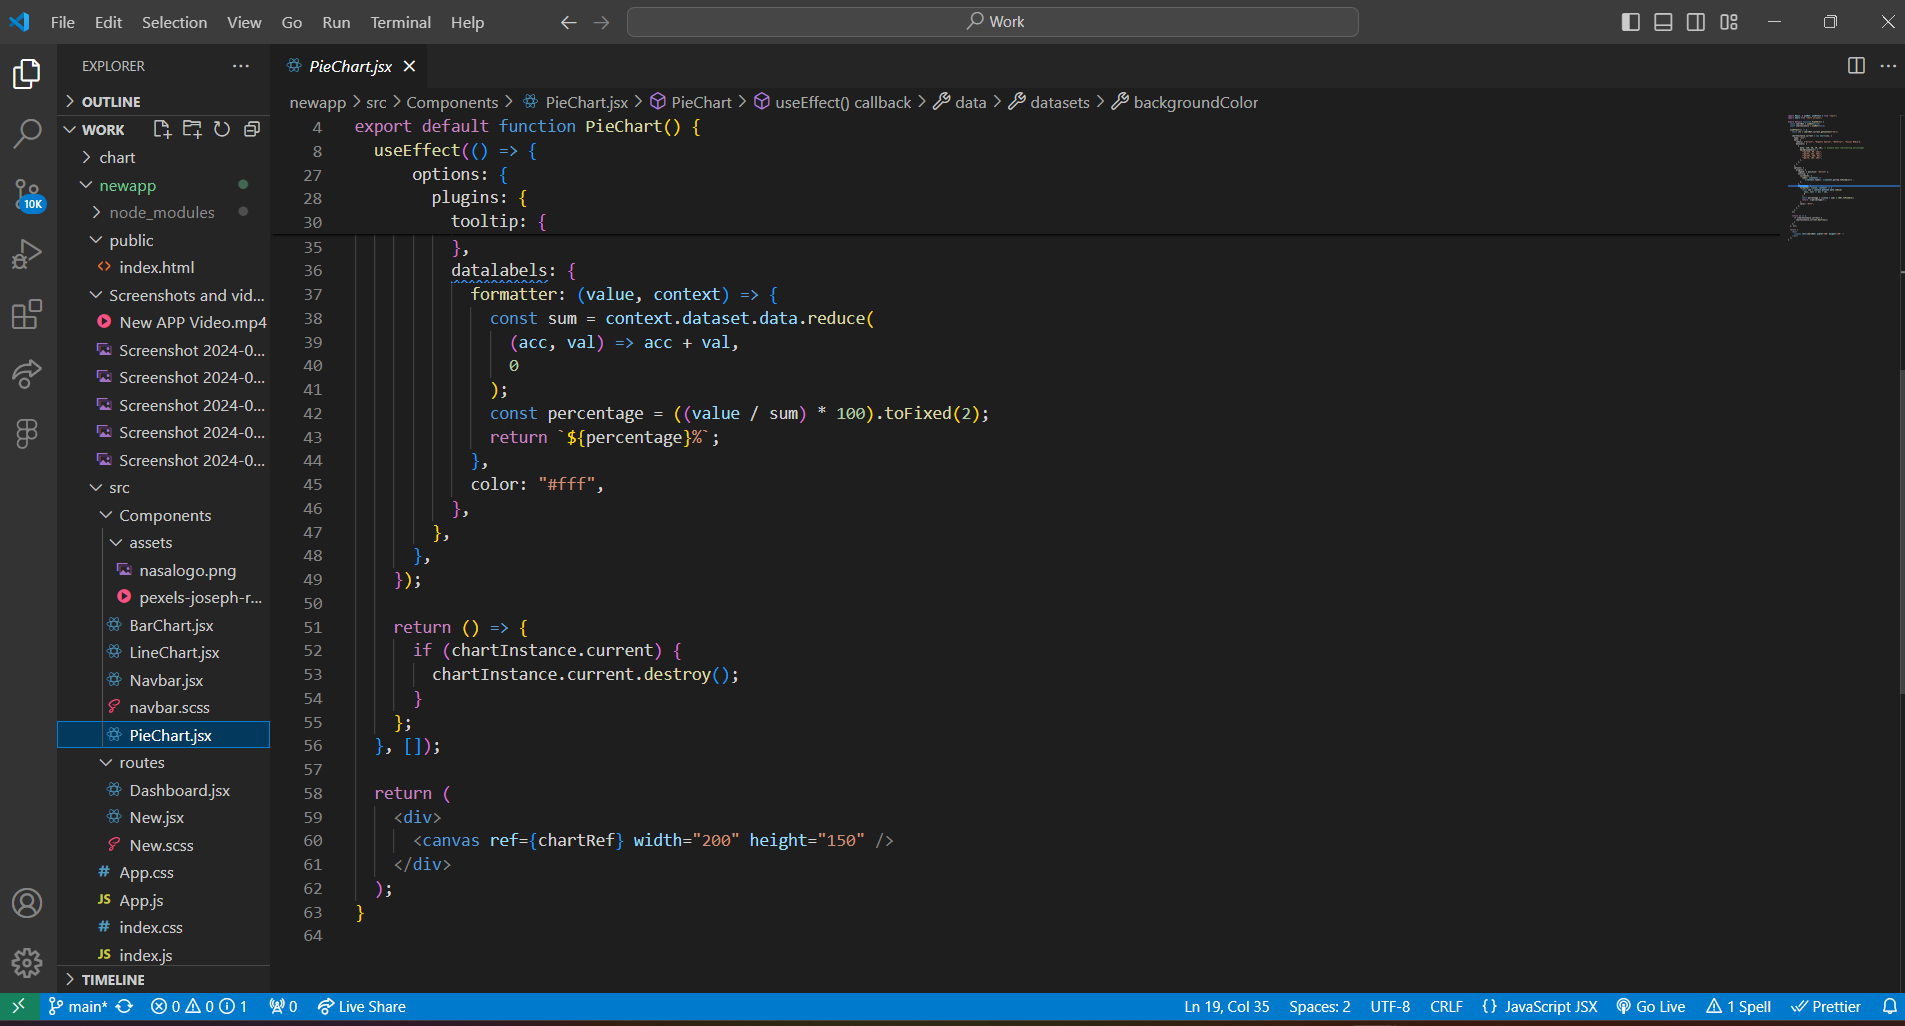 File Edit Selection View Go Run Terminal Help
Work
EXPLORER
OUTLINE
WORK
chart
newapp
node_modules
public
index.html
Screenshots and vid...
New APP Video.mp4
Screenshot 2024-0...
Screenshot 2024-0...
Screenshot 2024-0...
Screenshot 2024-0...
Screenshot 2024-0...
src
Components
assets
nasalogo.png
pexels-joseph-r...
BarChart.jsx
LineChart.jsx
Navbar.jsx
navbar.scss
PieChart.jsx
routes
Dashboard.jsx
New.jsx
New.scss
# App.css
JS App.js
# index.css
JS index.js
TIMELINE
10K
PieChart.jsx
newapp > src > Components > PieChart.jsx > PieChart > useEffect() callback > data > datasets > backgroundColor
4 export default function PieChart() {
8 useEffect(() => {
27 options: {
28 plugins: {
30 tooltip: {
35 },
36 datalabels: {
37 formatter: (value, context) => {
38 const sum = context.dataset.data.reduce(
39 (acc, val) => acc + val,
40 0
41 );
42 const percentage = ((value / sum) * 100).toFixed(2);
43 return `${percentage}%`;
44 },
45 color: "#fff",
46 },
47 },
48 },
49 });
50
51 return () => {
52 if (chartInstance.current) {
53 chartInstance.current.destroy();
54 }
55 };
56 }, []);
57
58 return (
59 <div>
60 <canvas ref={chartRef} width="200" height="150" />
61 </div>
62 );
63 }
64
main* 0 0 1 0 Live Share Ln 19, Col 35 Spaces: 2 UTF-8 CRLF {} JavaScript JSX Go Live 1 Spell Prettier